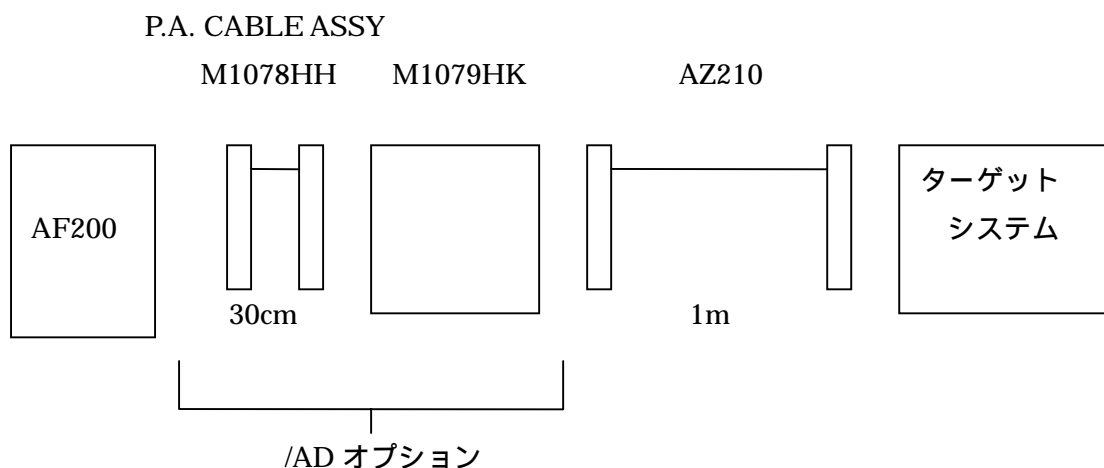 P.A. CABLE ASSY
M1078HH M1079HK AZ210
AF200
ターゲット
システム
30cm 1m
/AD オプション